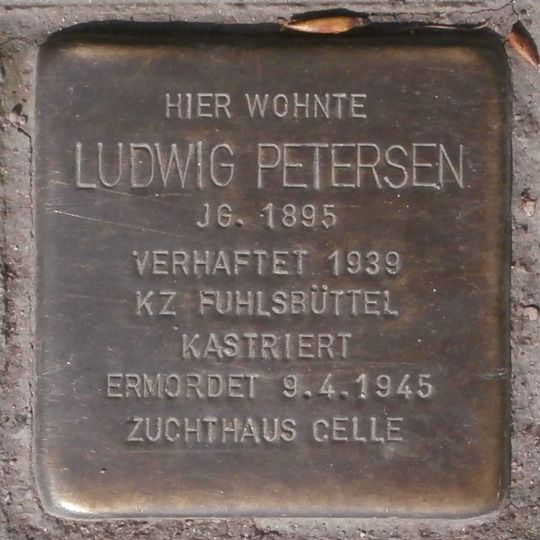 HIER WOHNTE
LUDWIG PETERSEN
JG. 1895
VERHAFTET 1939
KZ FUHLSBÜTTEL
KASTRIERT
ERMORDET 9.4.1945
ZUCHTHAUS CELLE